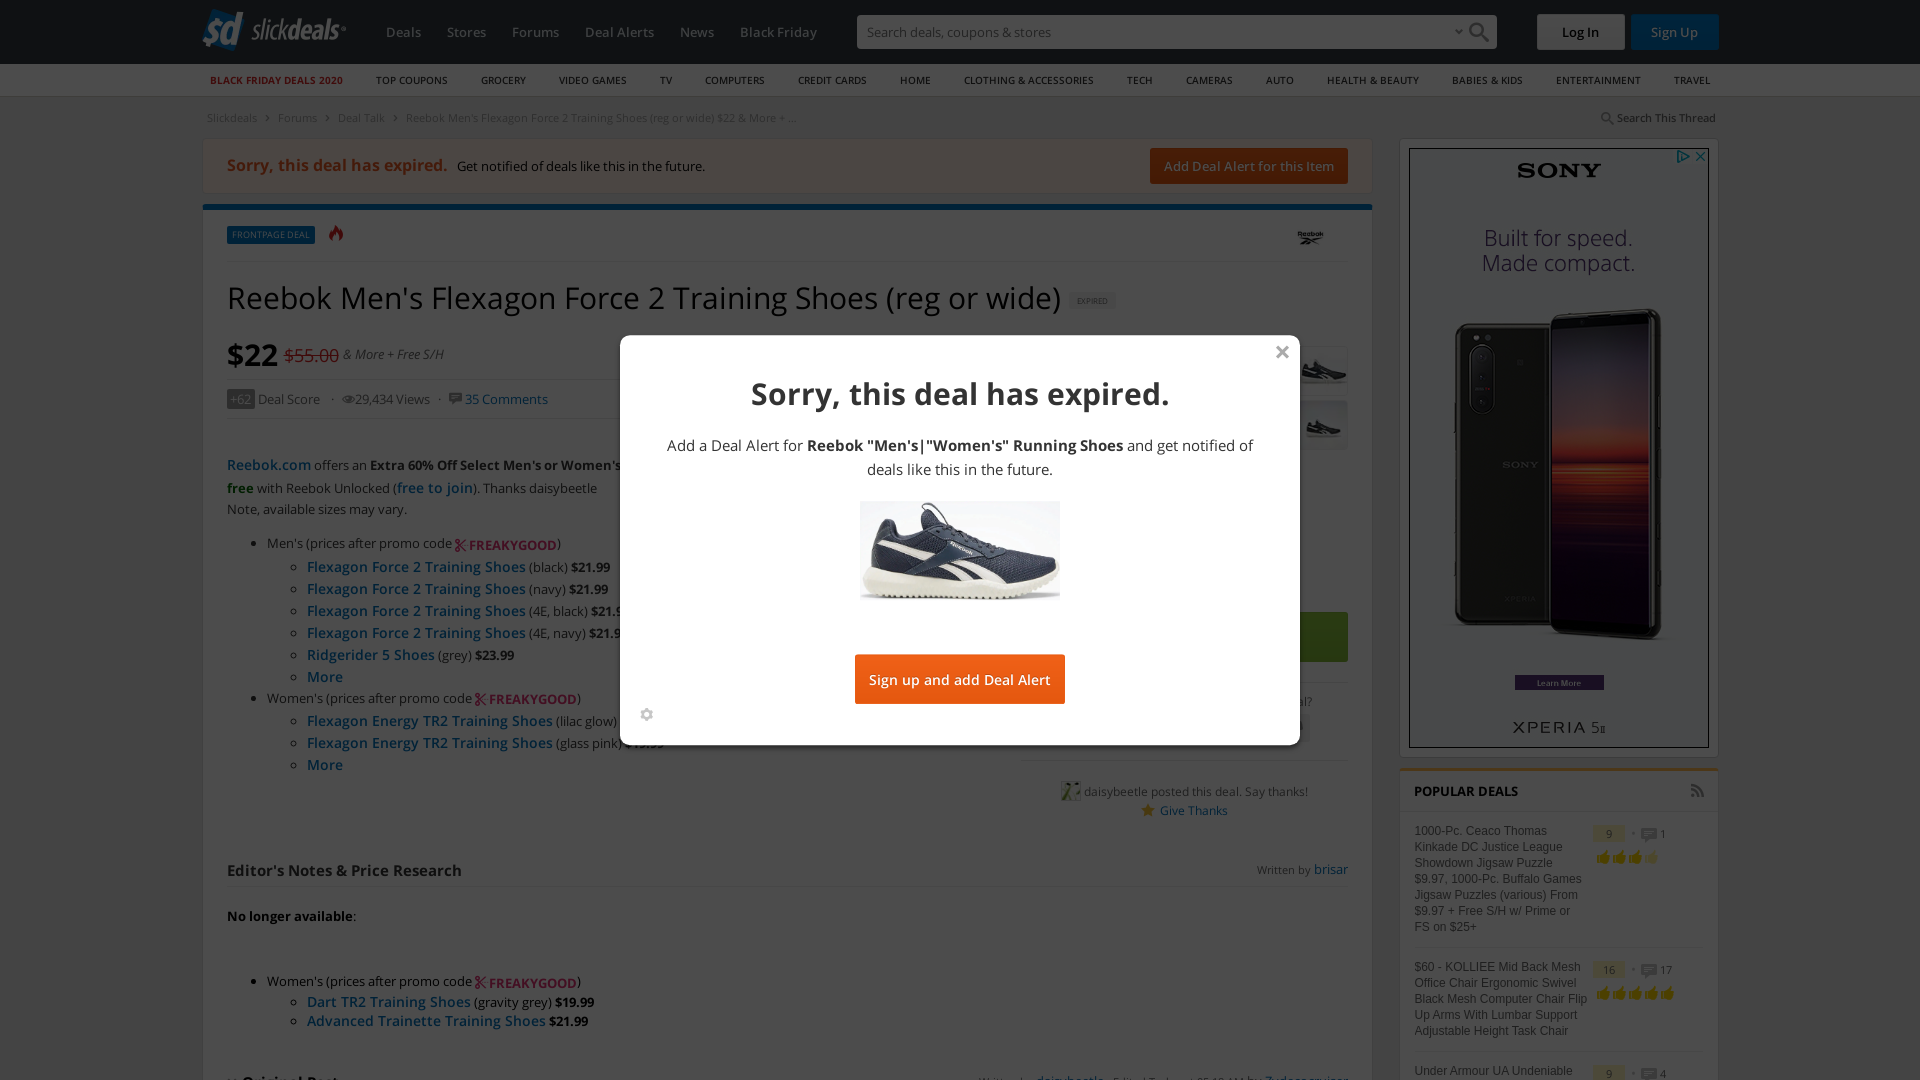 slickdeals
Deals
Stores
Forums
Deal Alerts
News
Black Friday
Search deals, coupons & stores
Log In
Sign Up
BLACK FRIDAY DEALS 2020
TOP COUPONS
GROCERY
VIDEO GAMES
TV
COMPUTERS
CREDIT CARDS
HOME
CLOTHING & ACCESSORIES
TECH
CAMERAS
AUTO
HEALTH & BEAUTY
BABIES & KIDS
ENTERTAINMENT
TRAVEL
Slickdeals > Forums > Deal Talk > Reebok Men's Flexagon Force 2 Training Shoes (reg or wide) $22 & More + ...
Search This Thread
Sorry, this deal has expired. Get notified of deals like this in the future.
Add Deal Alert for this Item
FRONTPAGE DEAL
Reebok
Reebok Men's Flexagon Force 2 Training Shoes (reg or wide) EXPIRED
$22 $55.00 & More + Free S/H
+62 Deal Score · 29,434 Views · 35 Comments
Reebok.com offers an Extra 60% Off Select Men's or Women's
free with Reebok Unlocked (free to join). Thanks daisybeetle
Note, available sizes may vary.
Men's (prices after promo code FREAKYGOOD)
Flexagon Force 2 Training Shoes (black) $21.99
Flexagon Force 2 Training Shoes (navy) $21.99
Flexagon Force 2 Training Shoes (4E, black) $21.9
Flexagon Force 2 Training Shoes (4E, navy) $21.9
Ridgerider 5 Shoes (grey) $23.99
More
Women's (prices after promo code FREAKYGOOD)
Flexagon Energy TR2 Training Shoes (lilac glow)
Flexagon Energy TR2 Training Shoes (glass pink)
More
Sorry, this deal has expired.
Add a Deal Alert for Reebok "Men's|"Women's" Running Shoes and get notified of
deals like this in the future.
Sign up and add Deal Alert
al?
daisybeetle posted this deal. Say thanks!
Give Thanks
Editor's Notes & Price Research
Written by brisar
No longer available:
Women's (prices after promo code FREAKYGOOD)
Dart TR2 Training Shoes (gravity grey) $19.99
Advanced Trainette Training Shoes $21.99
SONY
Built for speed.
Made compact.
SONY
XPERIA
Learn More
XPERIA 5 II
POPULAR DEALS
1000-Pc. Ceaco Thomas
Kinkade DC Justice League
Showdown Jigsaw Puzzle
$9.97, 1000-Pc. Buffalo Games
Jigsaw Puzzles (various) From
$9.97 + Free S/H w/ Prime or
FS on $25+
9 · 1
$60 - KOLLIEE Mid Back Mesh
Office Chair Ergonomic Swivel
Black Mesh Computer Chair Flip
Up Arms With Lumbar Support
Adjustable Height Task Chair
16 · 17
Under Armour UA Undeniable
9 · 4